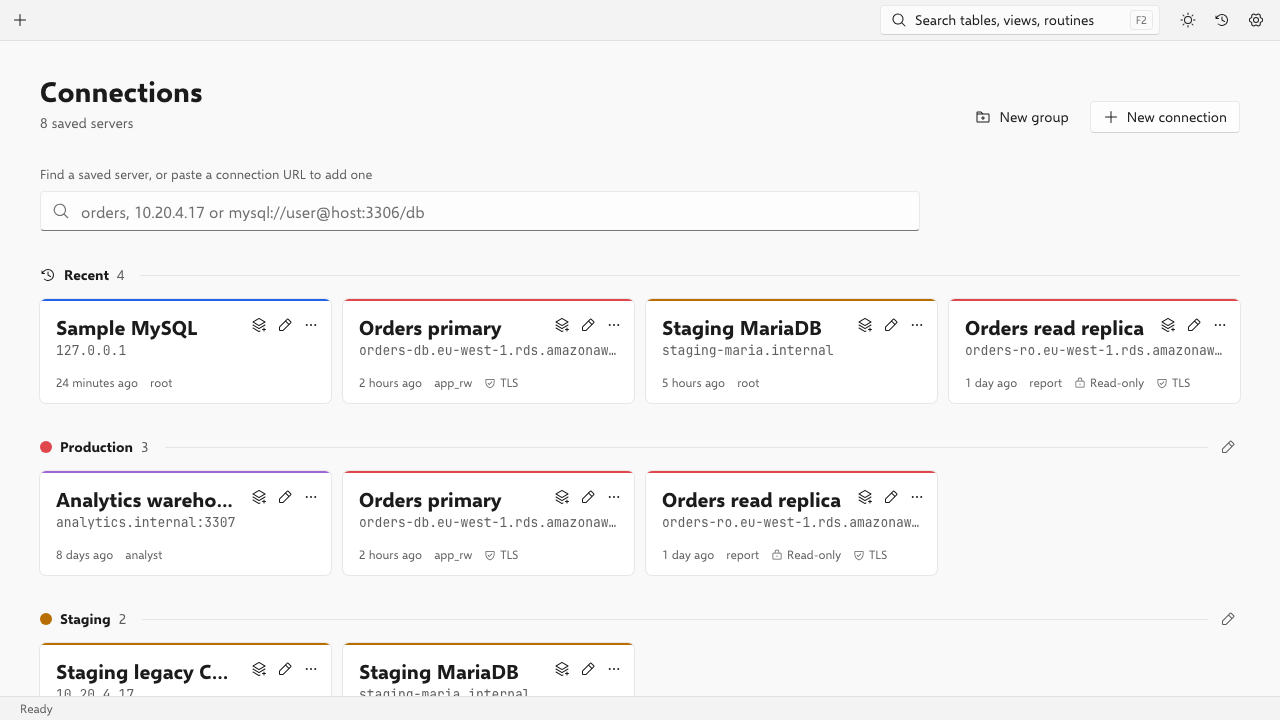 Search tables, views, routines F2
Connections
8 saved servers
New group
New connection
Find a saved server, or paste a connection URL to add one
orders, 10.20.4.17 or mysql://user@host:3306/db
Recent 4
Sample MySQL
127.0.0.1
24 minutes ago root
Orders primary
orders-db.eu-west-1.rds.amazonaw…
2 hours ago app_rw TLS
Staging MariaDB
staging-maria.internal
5 hours ago root
Orders read replica
orders-ro.eu-west-1.rds.amazonaw…
1 day ago report Read-only TLS
Production 3
Analytics wareho…
analytics.internal:3307
8 days ago analyst
Orders primary
orders-db.eu-west-1.rds.amazonaw…
2 hours ago app_rw TLS
Orders read replica
orders-ro.eu-west-1.rds.amazonaw…
1 day ago report Read-only TLS
Staging 2
Staging legacy C…
10.20.4.17
Staging MariaDB
staging-maria.internal
Ready